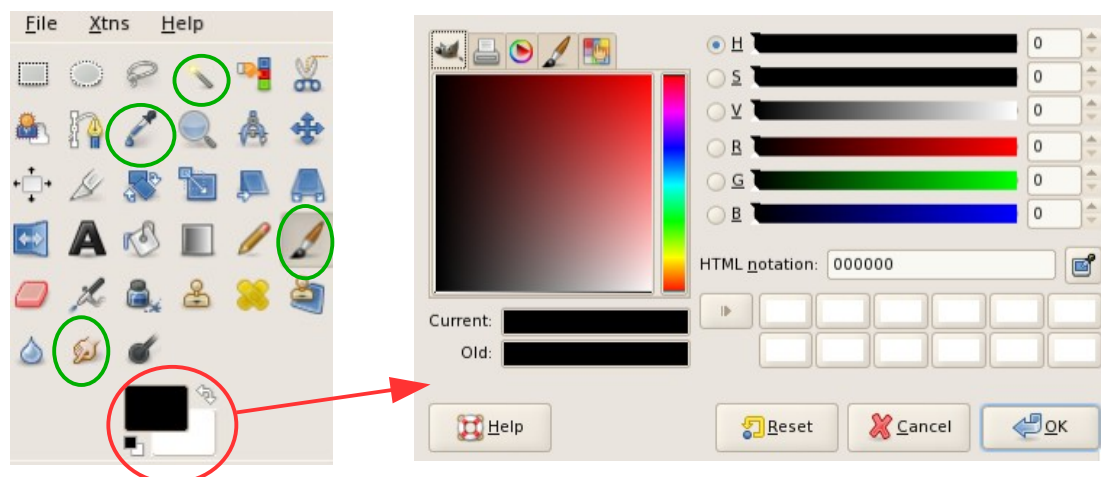 File Xtns Help
H 0
S 0
V 0
R 0
G 0
B 0
HTML notation: 000000
Current:
Old:
Help Reset Cancel OK